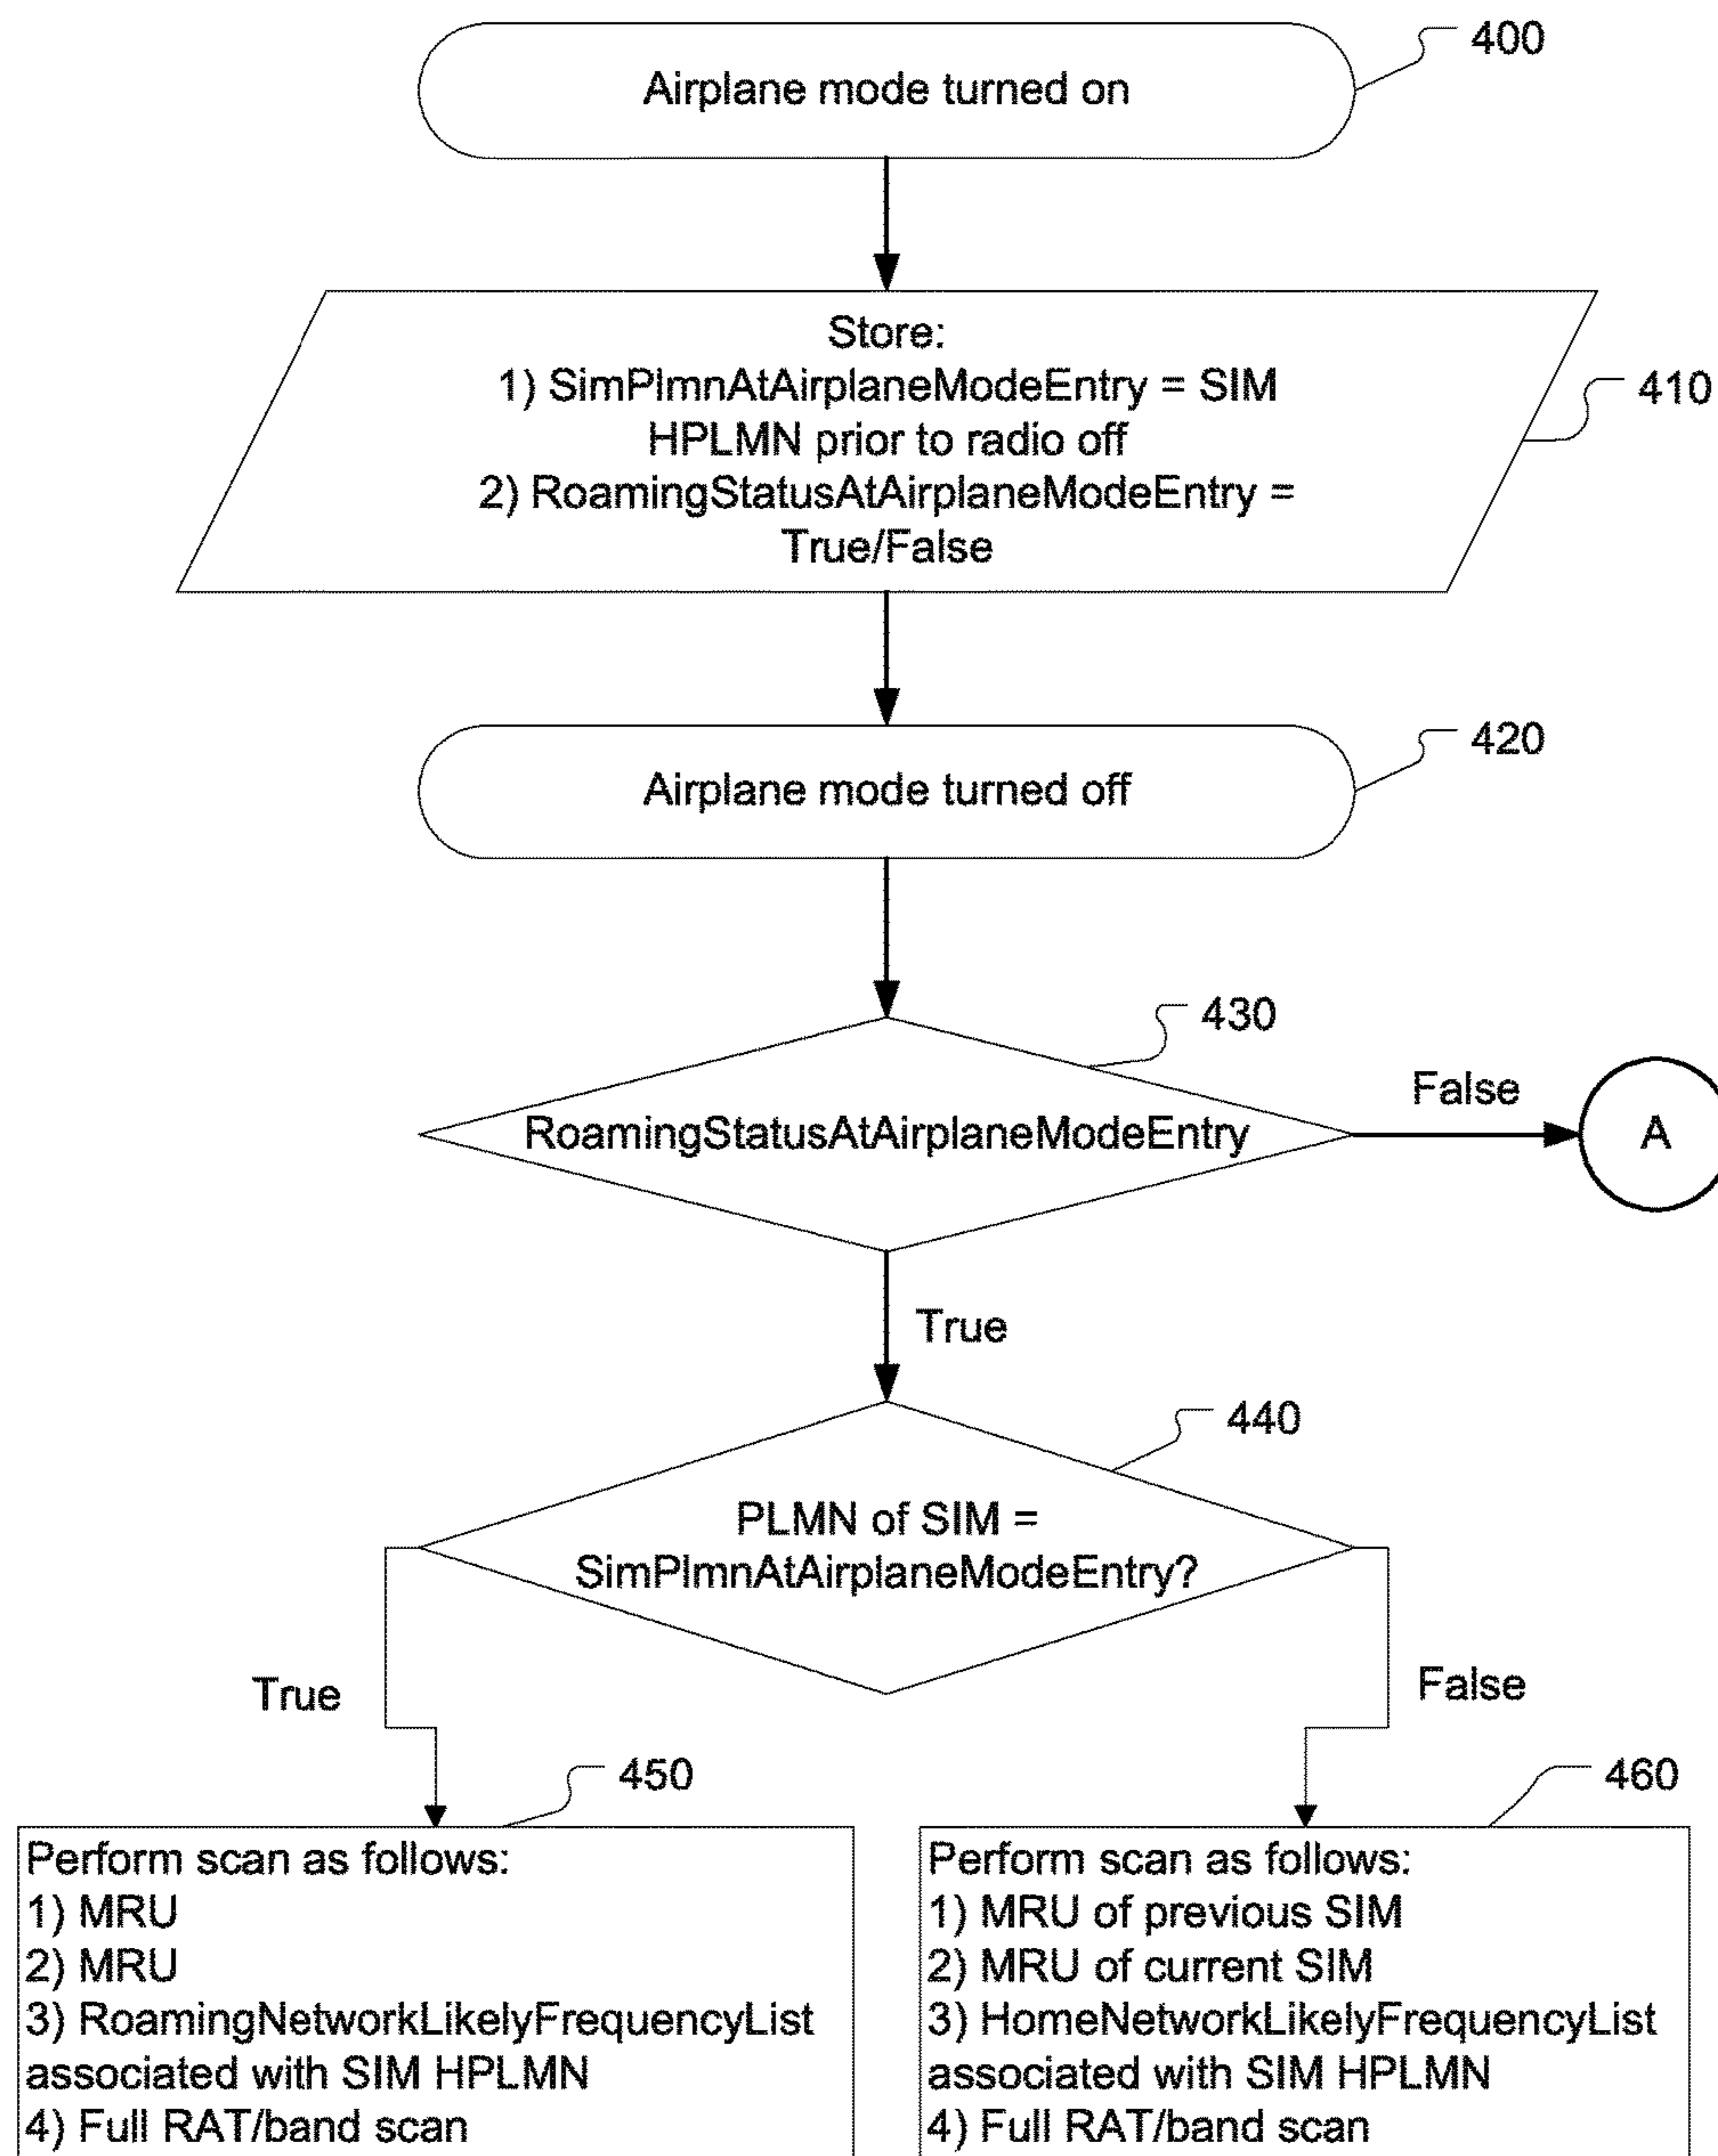 400
Airplane mode turned on
Store:
1) SimPlmnAtAirplaneModeEntry = SIM
HPLMN prior to radio off
2) RoamingStatusAtAirplaneModeEntry =
True/False
410
420
Airplane mode turned off
430
RoamingStatusAtAirplaneModeEntry
False
A
True
440
PLMN of SIM =
SimPlmnAtAirplaneModeEntry?
True
False
450
Perform scan as follows:
1) MRU
2) MRU
3) RoamingNetworkLikelyFrequencyList
associated with SIM HPLMN
4) Full RAT/band scan
460
Perform scan as follows:
1) MRU of previous SIM
2) MRU of current SIM
3) HomeNetworkLikelyFrequencyList
associated with SIM HPLMN
4) Full RAT/band scan